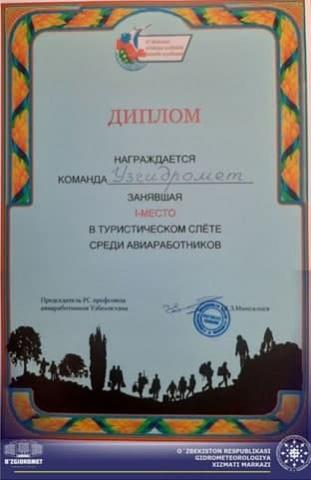 ДИПЛОМ
НАГРАЖДАЕТСЯ
КОМАНДА Узгидромет
ЗАНЯВШАЯ
I-МЕСТО
В ТУРИСТИЧЕСКОМ СЛЁТЕ
СРЕДИ АВИАРАБОТНИКОВ
Председатель РС профсоюза
авиаработников Узбекистана
O'ZGIDROMET
O'ZBEKISTON RESPUBLIKASI
GIDROMETEOROLOGIYA
XIZMATI MARKAZI